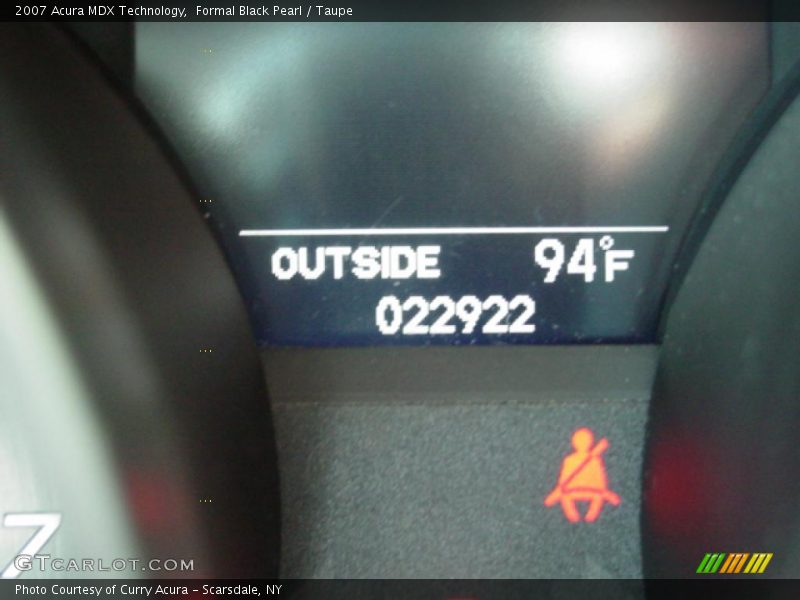 2007 Acura MDX Technology,  Formal Black Pearl / Taupe
OUTSIDE 94°F
022922
7
GTCARLOT.COM
Photo Courtesy of Curry Acura - Scarsdale, NY